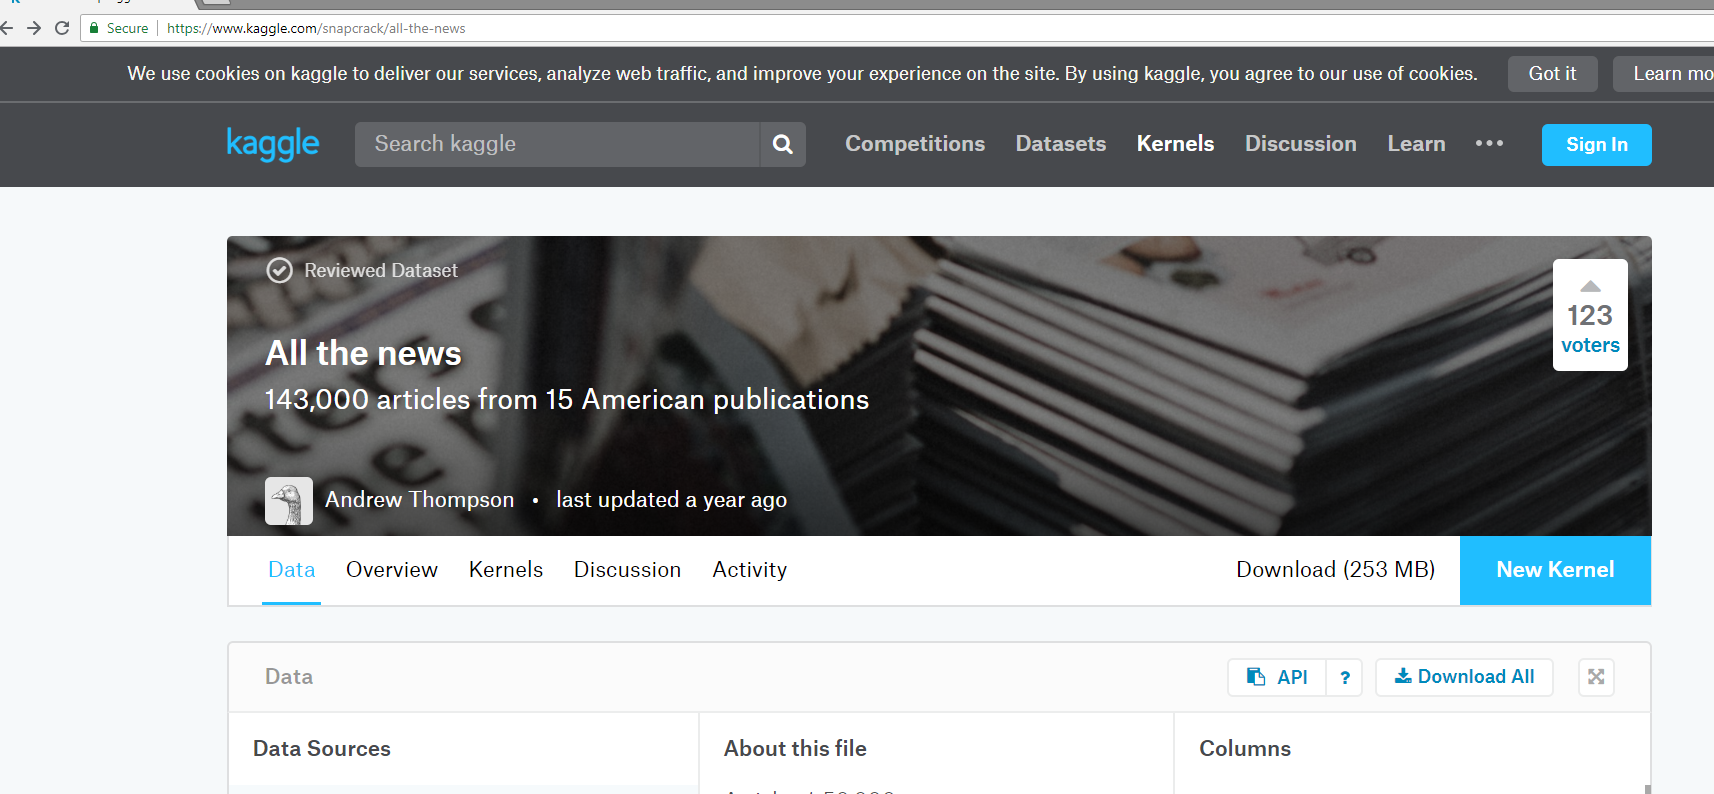 Secure https://www.kaggle.com/snapcrack/all-the-news
We use cookies on kaggle to deliver our services, analyze web traffic, and improve your experience on the site. By using kaggle, you agree to our use of cookies. Got it Learn mo
kaggle Search kaggle Competitions Datasets Kernels Discussion Learn ••• Sign In
Reviewed Dataset
123
voters
All the news
143,000 articles from 15 American publications
Andrew Thompson • last updated a year ago
Data Overview Kernels Discussion Activity Download (253 MB) New Kernel
Data API ? Download All
Data Sources About this file Columns